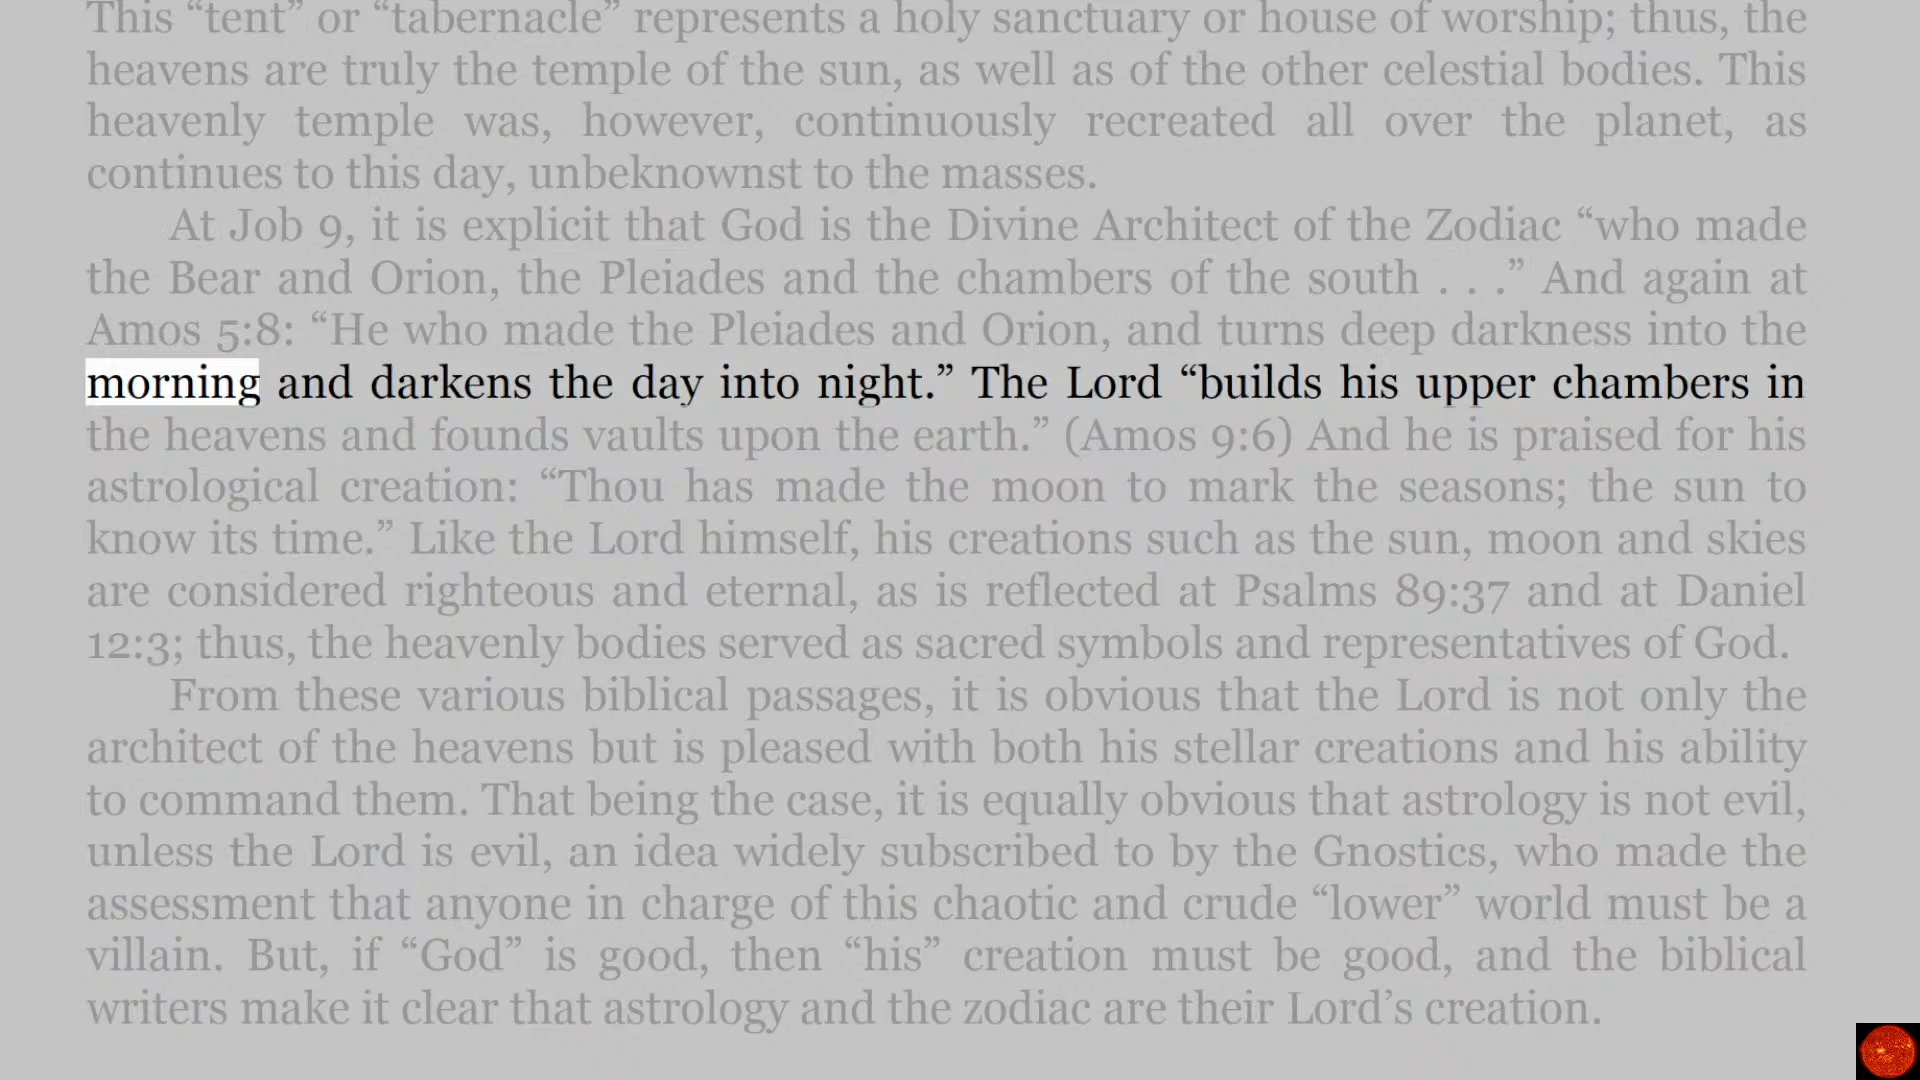 This “tent” or “tabernacle” represents a holy sanctuary or house of worship; thus, the
heavens are truly the temple of the sun, as well as of the other celestial bodies. This
heavenly temple was, however, continuously recreated all over the planet, as
continues to this day, unbeknownst to the masses.
At Job 9, it is explicit that God is the Divine Architect of the Zodiac “who made
the Bear and Orion, the Pleiades and the chambers of the south . . .” And again at
Amos 5:8: “He who made the Pleiades and Orion, and turns deep darkness into the
morning and darkens the day into night.” The Lord “builds his upper chambers in
the heavens and founds vaults upon the earth.” (Amos 9:6) And he is praised for his
astrological creation: “Thou has made the moon to mark the seasons; the sun to
know its time.” Like the Lord himself, his creations such as the sun, moon and skies
are considered righteous and eternal, as is reflected at Psalms 89:37 and at Daniel
12:3; thus, the heavenly bodies served as sacred symbols and representatives of God.
From these various biblical passages, it is obvious that the Lord is not only the
architect of the heavens but is pleased with both his stellar creations and his ability
to command them. That being the case, it is equally obvious that astrology is not evil,
unless the Lord is evil, an idea widely subscribed to by the Gnostics, who made the
assessment that anyone in charge of this chaotic and crude “lower” world must be a
villain. But, if “God” is good, then “his” creation must be good, and the biblical
writers make it clear that astrology and the zodiac are their Lord’s creation.